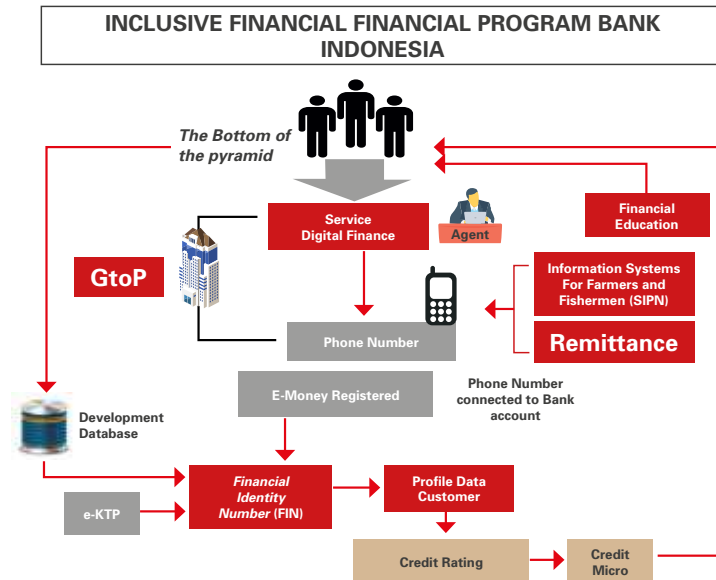 INCLUSIVE FINANCIAL FINANCIAL PROGRAM BANK
INDONESIA
The Bottom of
the pyramid
Service
Digital Finance
Agent
Financial
Education
GtoP
Information Systems
For Farmers and
Fishermen (SIPN)
Remittance
Phone Number
E-Money Registered
Phone Number
connected to Bank
account
Development
Database
Financial
Identity
Number (FIN)
Profile Data
Customer
e-KTP
Credit Rating
Credit
Micro